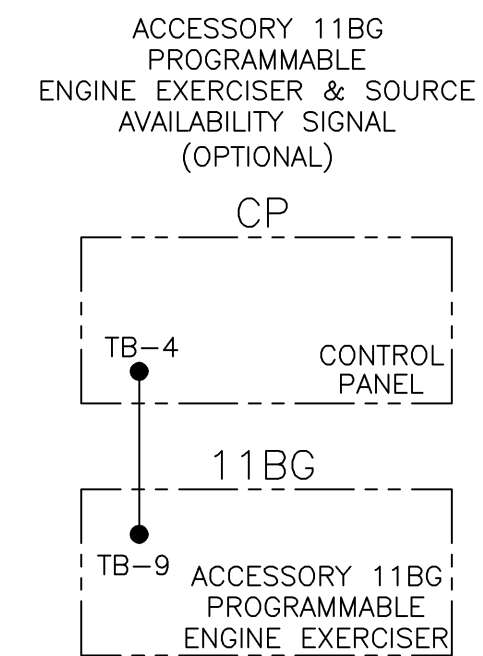 ACCESSORY 11BG
PROGRAMMABLE
ENGINE EXERCISER & SOURCE
AVAILABILITY SIGNAL
(OPTIONAL)
CP
TB-4
CONTROL
PANEL
11BG
TB-9
ACCESSORY 11BG
PROGRAMMABLE
ENGINE EXERCISER